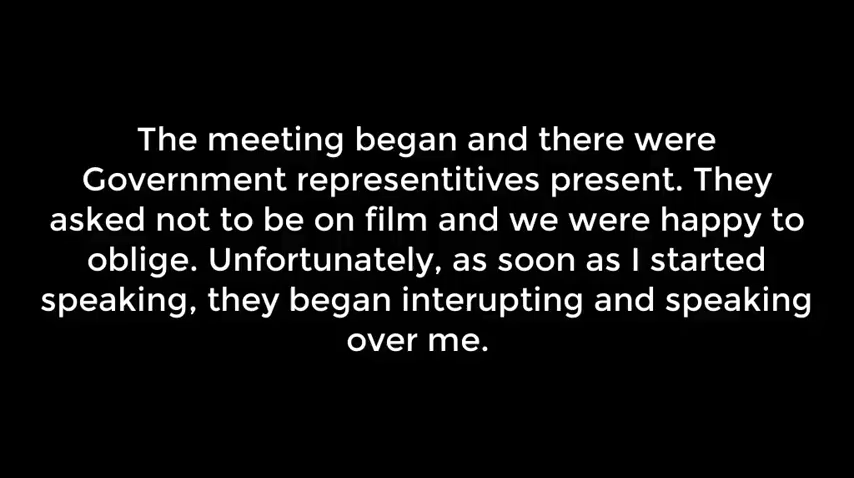 The meeting began and there were
Government representitives present. They
asked not to be on film and we were happy to
oblige. Unfortunately, as soon as I started
speaking, they began interupting and speaking
over me.